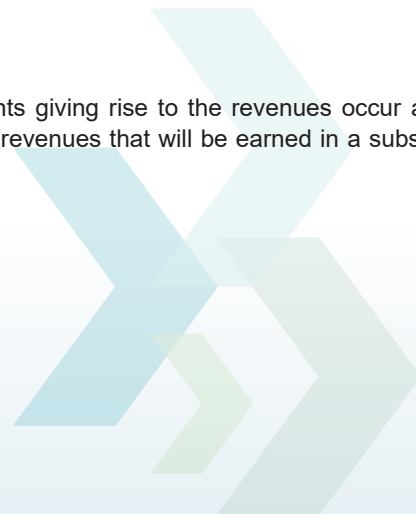 nts giving rise to the revenues occur a
revenues that will be earned in a subs